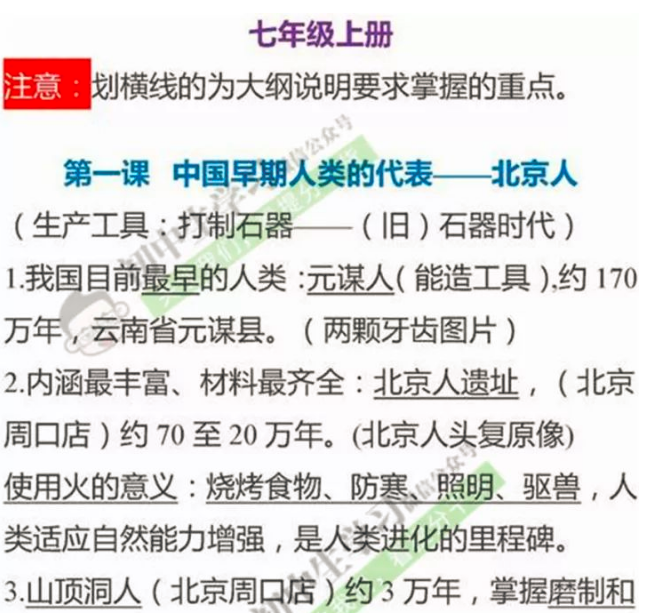 七年级上册
注意：划横线的为大纲说明要求掌握的重点。
第一课 中国早期人类的代表——北京人
（生产工具：打制石器——（旧）石器时代）
1.我国目前最早的人类：元谋人（能造工具）,约 170
万年，云南省元谋县。（两颗牙齿图片）
2.内涵最丰富、材料最齐全：北京人遗址，（北京
周口店）约 70 至 20 万年。(北京人头复原像)
使用火的意义：烧烤食物、防寒、照明、驱兽，人
类适应自然能力增强，是人类进化的里程碑。
3.山顶洞人（北京周口店）约 3 万年，掌握磨制和